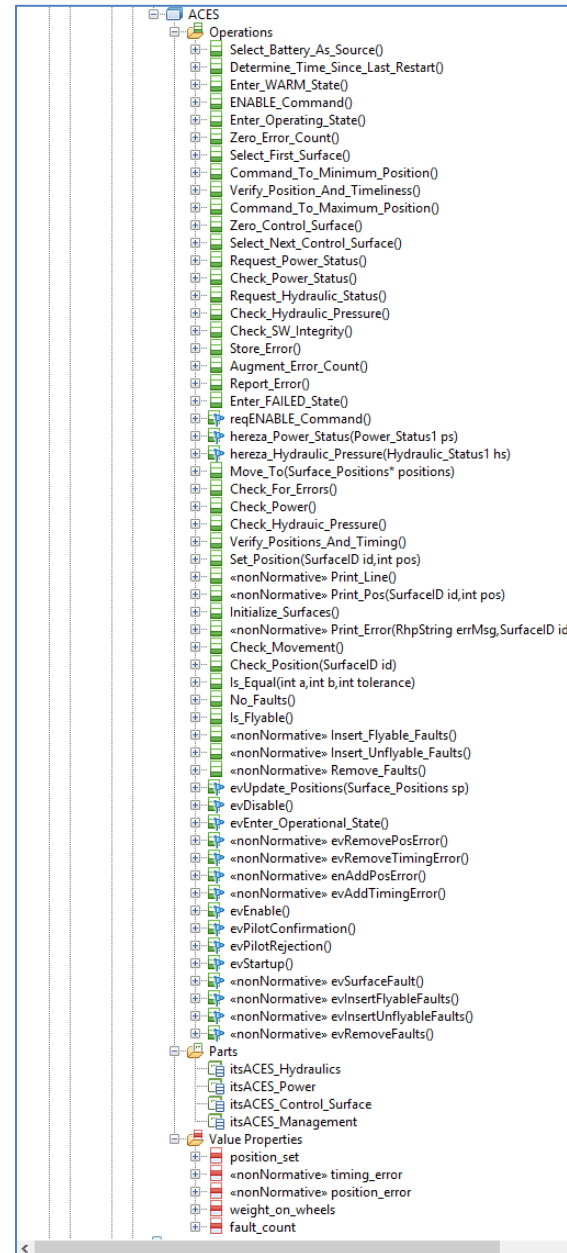 ACES
Operations
Select_Battery_As_Source()
Determine_Time_Since_Last_Restart()
Enter_WARM_State()
ENABLE_Command()
Enter_Operating_State()
Zero_Error_Count()
Select_First_Surface()
Command_To_Minimum_Position()
Verify_Position_And_Timeliness()
Command_To_Maximum_Position()
Zero_Control_Surface()
Select_Next_Control_Surface()
Request_Power_Status()
Check_Power_Status()
Request_Hydraulic_Status()
Check_Hydraulic_Pressure()
Check_SW_Integrity()
Store_Error()
Augment_Error_Count()
Report_Error()
Enter_FAILED_State()
reqENABLE_Command()
hereza_Power_Status(Power_Status1 ps)
hereza_Hydraulic_Pressure(Hydraulic_Status1 hs)
Move_To(Surface_Positions* positions)
Check_For_Errors()
Check_Power()
Check_Hydrauic_Pressure()
Verify_Positions_And_Timing()
Set_Position(SurfaceID id,int pos)
«nonNormative» Print_Line()
«nonNormative» Print_Pos(SurfaceID id,int pos)
Initialize_Surfaces()
«nonNormative» Print_Error(RhpString errMsg,SurfaceID id
Check_Movement()
Check_Position(SurfaceID id)
Is_Equal(int a,int b,int tolerance)
No_Faults()
Is_Flyable()
«nonNormative» Insert_Flyable_Faults()
«nonNormative» Insert_Unflyable_Faults()
«nonNormative» Remove_Faults()
evUpdate_Positions(Surface_Positions sp)
evDisable()
evEnter_Operational_State()
«nonNormative» evRemovePosError()
«nonNormative» evRemoveTimingError()
«nonNormative» enAddPosError()
«nonNormative» evAddTimingError()
evEnable()
evPilotConfirmation()
evPilotRejection()
evStartup()
«nonNormative» evSurfaceFault()
«nonNormative» evInsertFlyableFaults()
«nonNormative» evInsertUnflyableFaults()
«nonNormative» evRemoveFaults()
Parts
itsACES_Hydraulics
itsACES_Power
itsACES_Control_Surface
itsACES_Management
Value Properties
position_set
«nonNormative» timing_error
«nonNormative» position_error
weight_on_wheels
fault_count